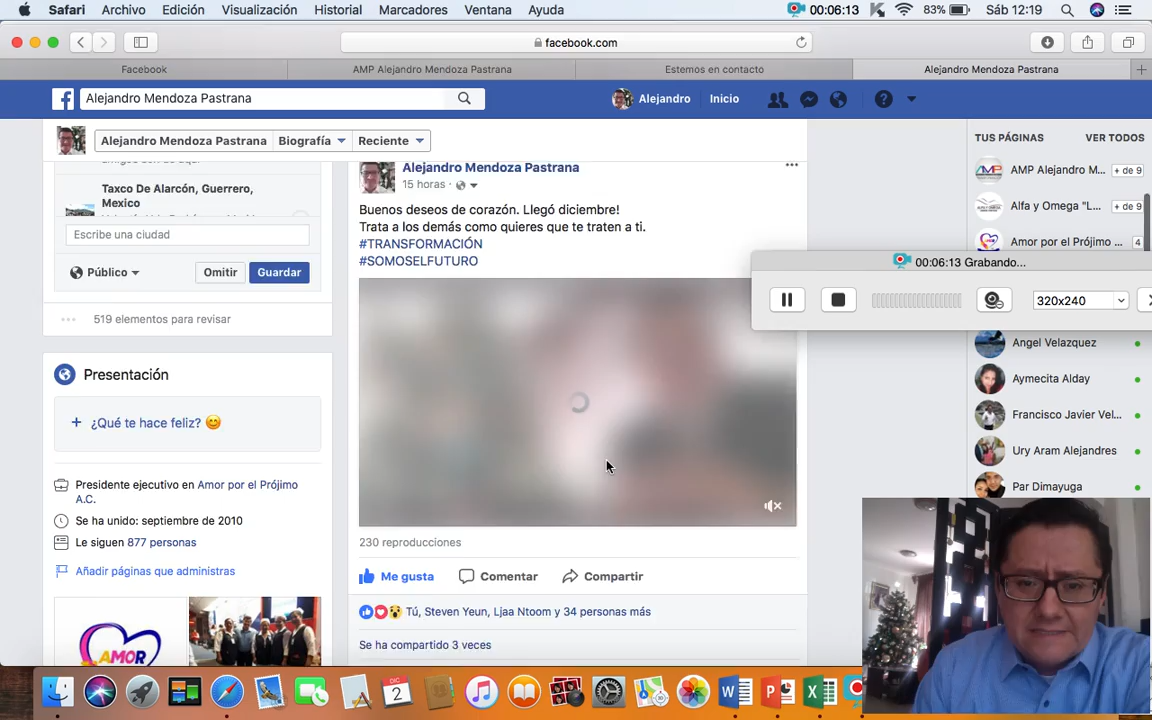 Safari Archivo Edición Visualización Historial Marcadores Ventana Ayuda 00:06:13 83% Sáb 12:19
facebook.com
Facebook AMP Alejandro Mendoza Pastrana Estemos en contacto Alejandro Mendoza Pastrana
Alejandro Mendoza Pastrana Alejandro Inicio
Alejandro Mendoza Pastrana Biografía Reciente
Taxco De Alarcón, Guerrero,
Mexico
Escribe una ciudad
Público Omitir Guardar
519 elementos para revisar
Presentación
¿Qué te hace feliz?
Presidente ejecutivo en Amor por el Prójimo
A.C.
Se ha unido: septiembre de 2010
Le siguen 877 personas
Añadir páginas que administras
AMOR
Alejandro Mendoza Pastrana
15 horas ·
Buenos deseos de corazón. Llegó diciembre!
Trata a los demás como quieres que te traten a ti.
#TRANSFORMACIÓN
#SOMOSELFUTURO
230 reproducciones
Me gusta Comentar Compartir
Tú, Steven Yeun, Ljaa Ntoom y 34 personas más
Se ha compartido 3 veces
TUS PÁGINAS VER TODOS
AMP Alejandro M... + de 9
Alfa y Omega "L... + de 9
Amor por el Prójimo ... 4
00:06:13 Grabando...
320x240
Angel Velazquez
Aymecita Alday
Francisco Javier Vel...
Ury Aram Alejandres
Par Dimayuga
DIC
2